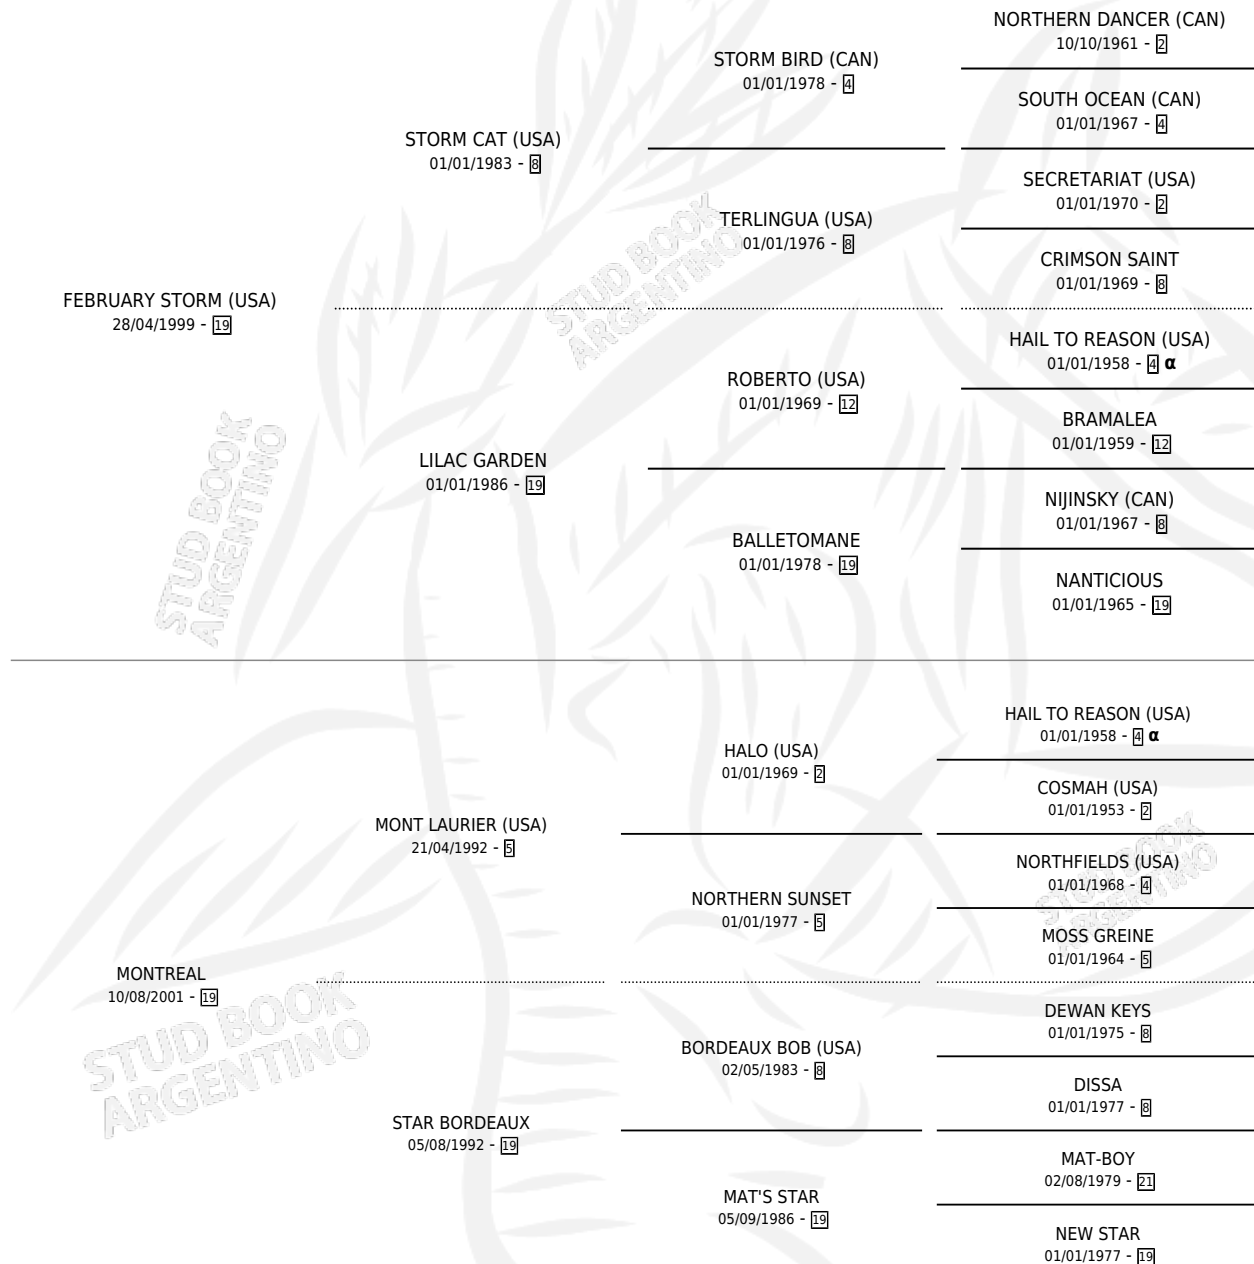 NORTHERN DANCER (CAN)
10/10/1961 - 2
STORM BIRD (CAN)
01/01/1978 - 4
SOUTH OCEAN (CAN)
01/01/1967 - 4
STORM CAT (USA)
01/01/1983 - 8
SECRETARIAT (USA)
01/01/1970 - 2
TERLINGUA (USA)
01/01/1976 - 8
CRIMSON SAINT
01/01/1969 - 8
STUD BOOK
ARGENTINO
FEBRUARY STORM (USA)
28/04/1999 - 19
HAIL TO REASON (USA)
01/01/1958 - 4 α
ROBERTO (USA)
01/01/1969 - 12
BRAMALEA
01/01/1959 - 12
LILAC GARDEN
01/01/1986 - 19
NIJINSKY (CAN)
01/01/1967 - 8
BALLETOMANE
01/01/1978 - 19
NANTICIOUS
01/01/1965 - 19
STUD BOOK
ARGENTINO
HAIL TO REASON (USA)
01/01/1958 - 4 α
HALO (USA)
01/01/1969 - 2
COSMAH (USA)
01/01/1953 - 2
MONT LAURIER (USA)
21/04/1992 - 5
NORTHFIELDS (USA)
01/01/1968 - 4
STUD BOOK
ARGENTINO
NORTHERN SUNSET
01/01/1977 - 5
MOSS GREINE
01/01/1964 - 5
MONTREAL
10/08/2001 - 19
STUD BOOK
ARGENTINO
DEWAN KEYS
01/01/1975 - 8
BORDEAUX BOB (USA)
02/05/1983 - 8
DISSA
01/01/1977 - 8
STAR BORDEAUX
05/08/1992 - 19
MAT-BOY
02/08/1979 - 21
MAT'S STAR
05/09/1986 - 19
NEW STAR
01/01/1977 - 19